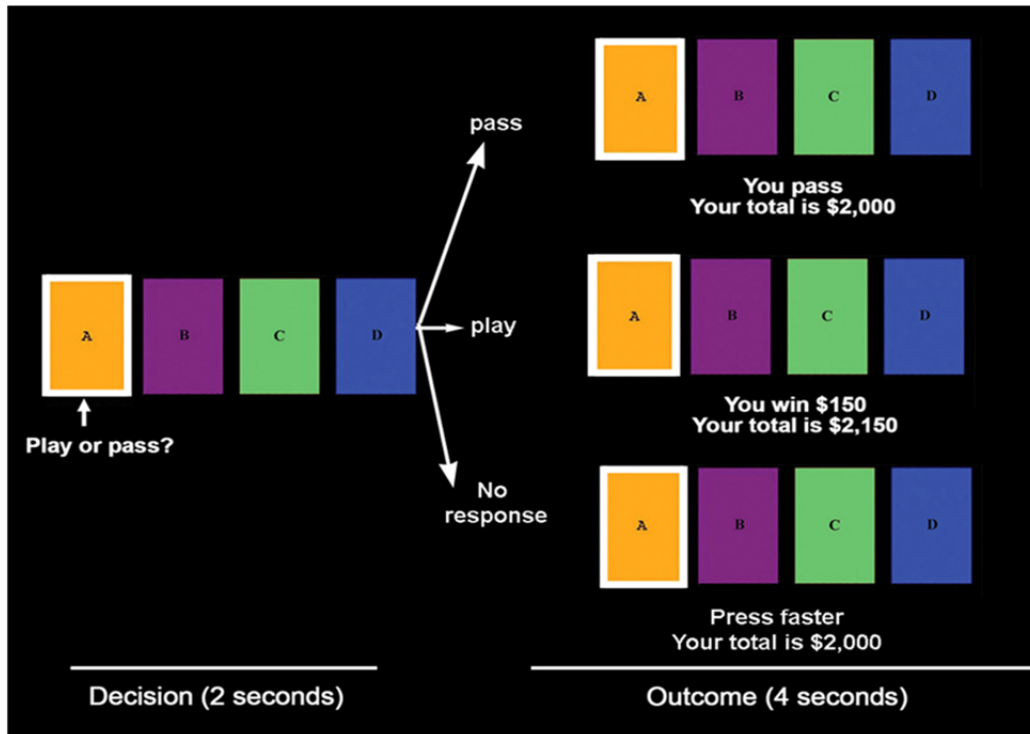 A B C D
Play or pass?
pass
play
No
response
A B C D
You pass
Your total is $2,000
A B C D
You win $150
Your total is $2,150
A B C D
Press faster
Your total is $2,000
Decision (2 seconds)
Outcome (4 seconds)